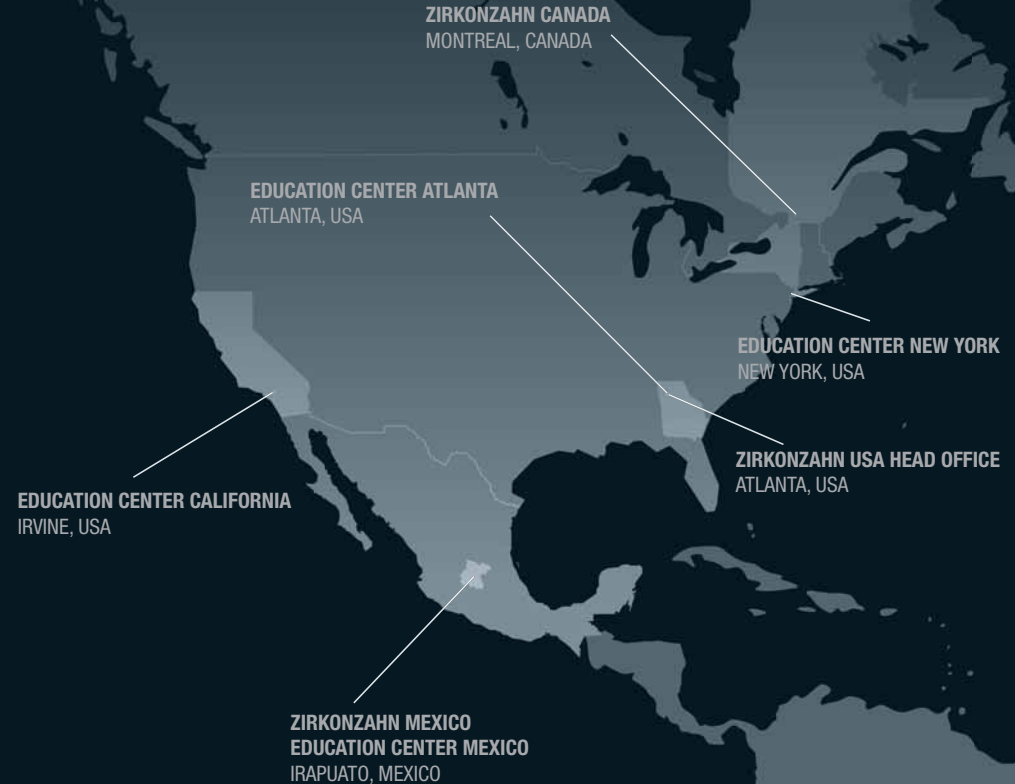 ZIRKONZAHN CANADA
MONTREAL, CANADA
EDUCATION CENTER ATLANTA
ATLANTA, USA
EDUCATION CENTER NEW YORK
NEW YORK, USA
ZIRKONZAHN USA HEAD OFFICE
ATLANTA, USA
EDUCATION CENTER CALIFORNIA
IRVINE, USA
ZIRKONZAHN MEXICO
EDUCATION CENTER MEXICO
IRAPUATO, MEXICO